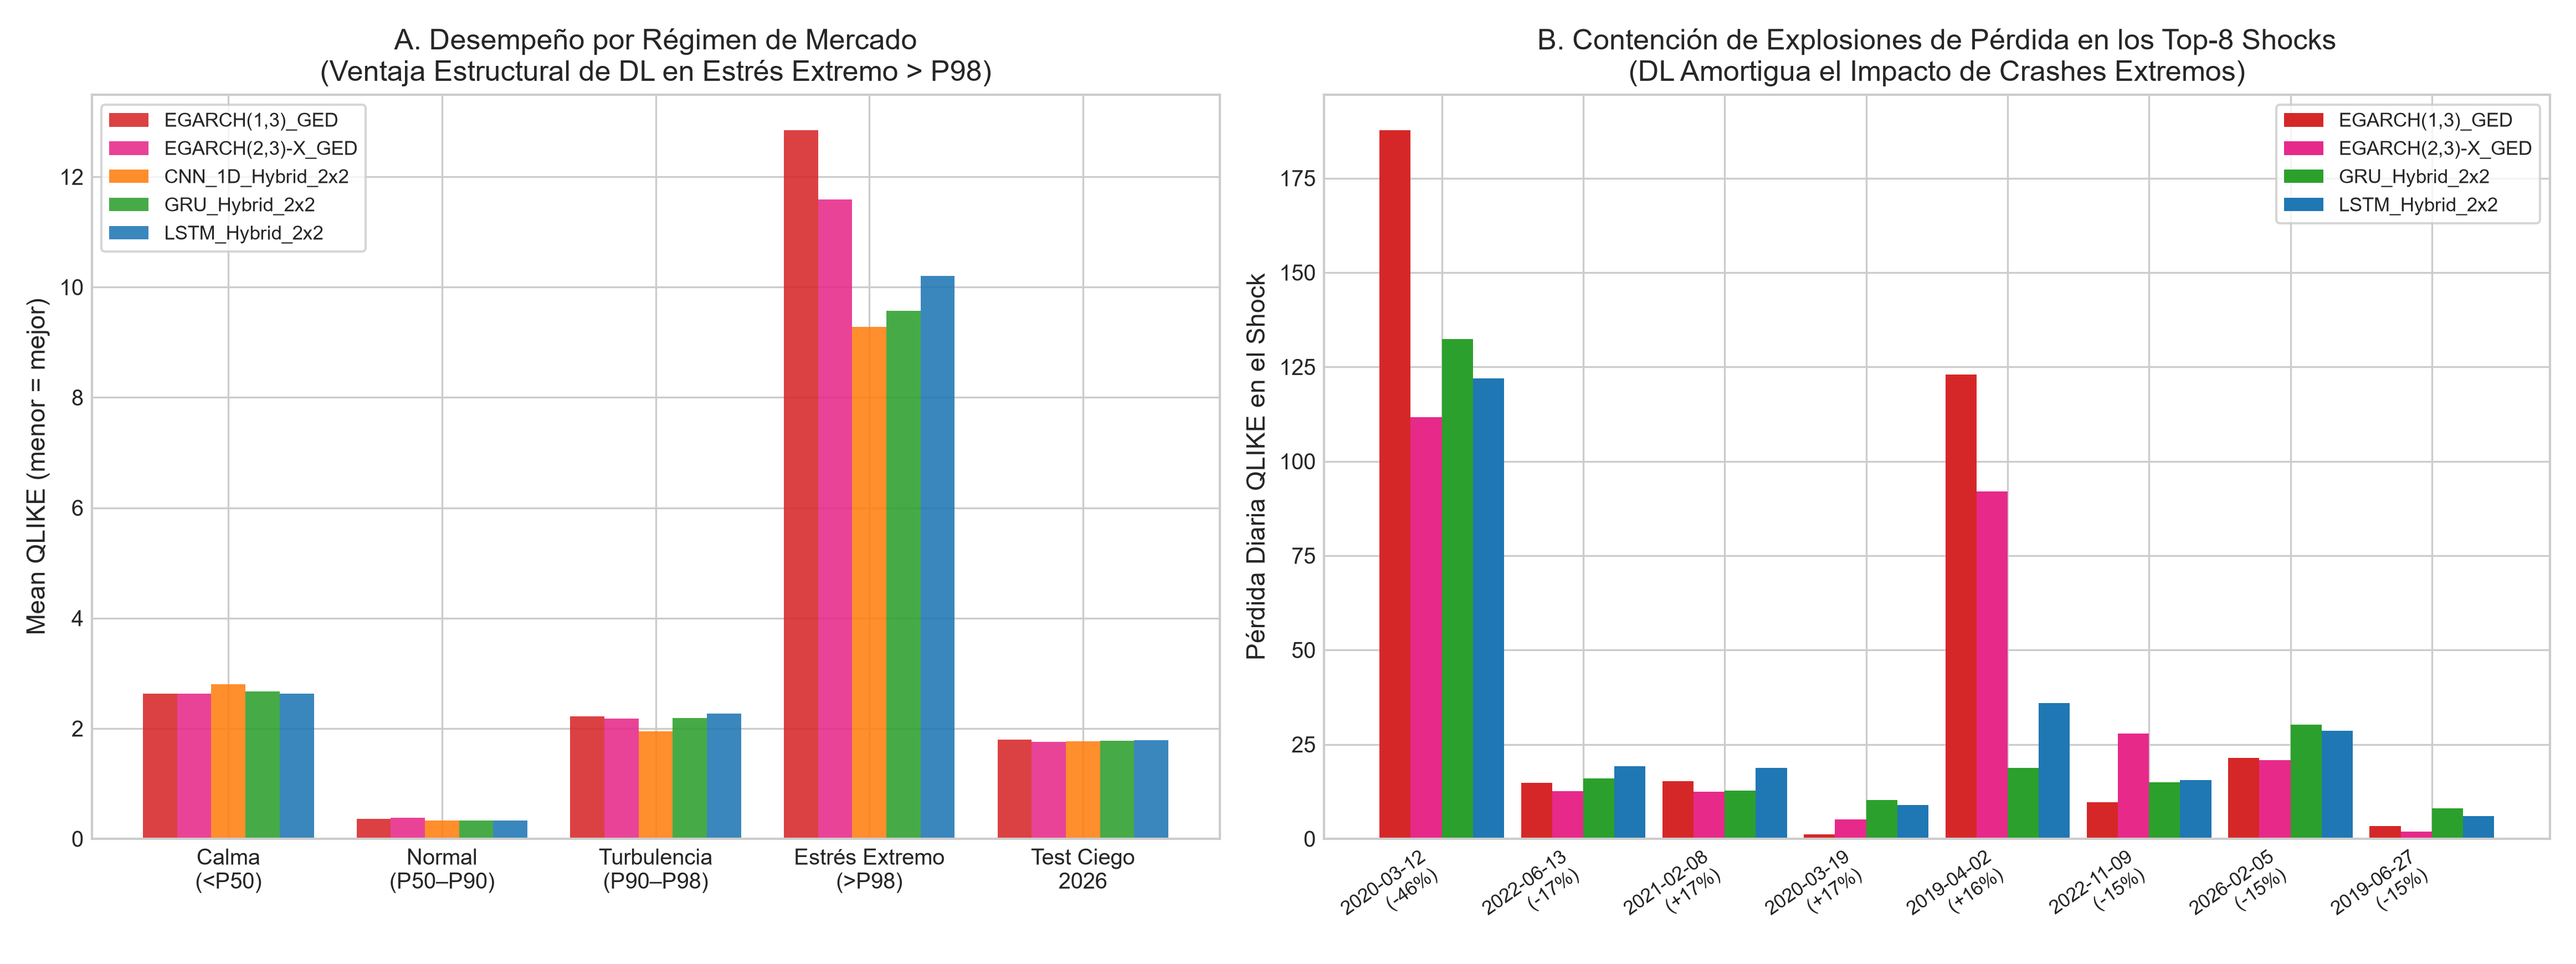 A. Desempeño por Régimen de Mercado
(Ventaja Estructural de DL en Estrés Extremo > P98)
Mean QLIKE (menor = mejor)
12
10
8
6
4
2
0
EGARCH(1,3)_GED
EGARCH(2,3)-X_GED
CNN_1D_Hybrid_2x2
GRU_Hybrid_2x2
LSTM_Hybrid_2x2
Calma
(<P50)
Normal
(P50–P90)
Turbulencia
(P90–P98)
Estrés Extremo
(>P98)
Test Ciego
2026
B. Contención de Explosiones de Pérdida en los Top-8 Shocks
(DL Amortigua el Impacto de Crashes Extremos)
Pérdida Diaria QLIKE en el Shock
175
150
125
100
75
50
25
0
EGARCH(1,3)_GED
EGARCH(2,3)-X_GED
GRU_Hybrid_2x2
LSTM_Hybrid_2x2
2020-03-12
(-46%)
2022-06-13
(-17%)
2021-02-08
(+17%)
2020-03-19
(+17%)
2019-04-02
(+16%)
2022-11-09
(-15%)
2026-02-05
(-15%)
2019-06-27
(-15%)